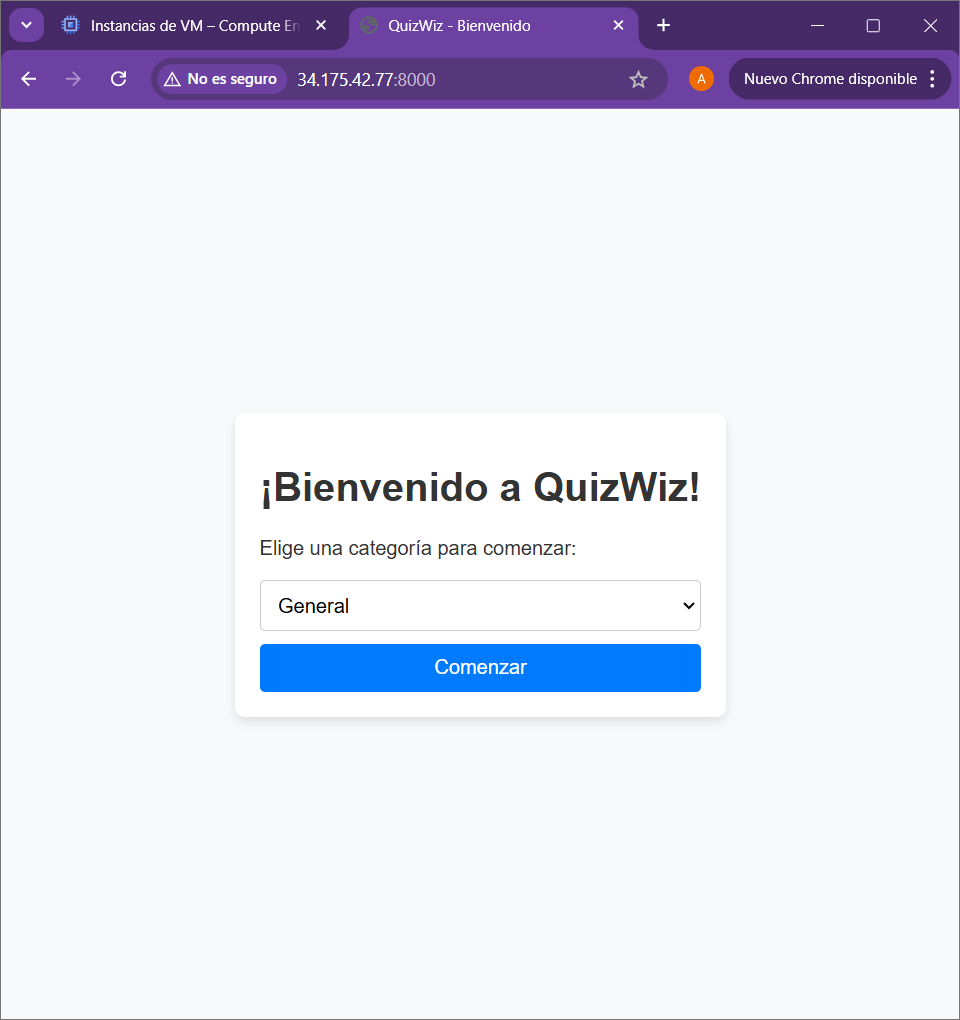 Instancias de VM – Compute En
QuizWiz - Bienvenido
No es seguro
34.175.42.77:8000
A
Nuevo Chrome disponible
¡Bienvenido a QuizWiz!
Elige una categoría para comenzar:
General
Comenzar